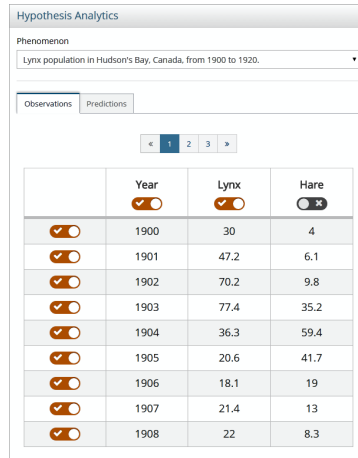 Hypothesis Analytics
Phenomenon
Lynx population in Hudson's Bay, Canada, from 1900 to 1920.
Observations Predictions
« 1 2 3 »
Year Lynx Hare
1900 30 4
1901 47.2 6.1
1902 70.2 9.8
1903 77.4 35.2
1904 36.3 59.4
1905 20.6 41.7
1906 18.1 19
1907 21.4 13
1908 22 8.3